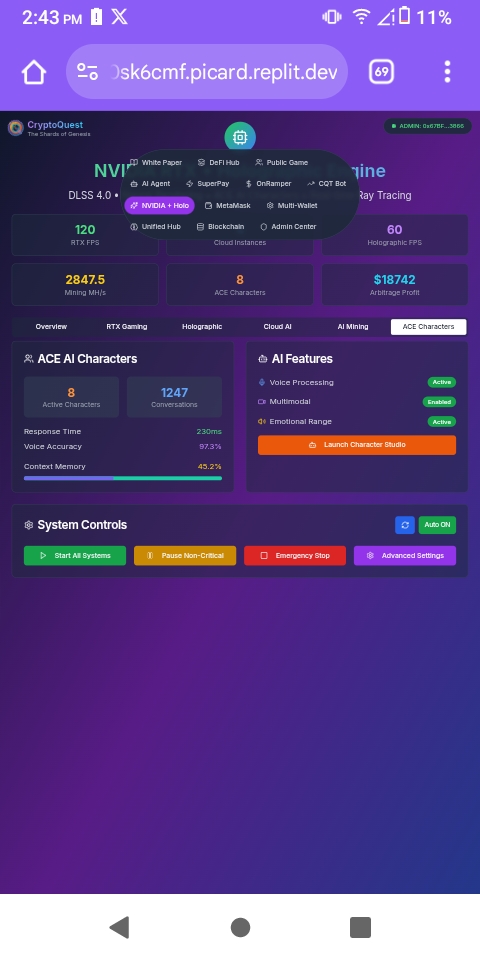 2:43 PM 11%
0sk6cmf.picard.replit.dev 69
CryptoQuest
The Shards of Genesis
ADMIN: 0x67BF...3866
White Paper DeFi Hub Public Game
AI Agent SuperPay OnRamper CQT Bot
NVIDIA + Holo MetaMask Multi-Wallet
Unified Hub Blockchain Admin Center
DLSS 4.0 • Ray Tracing
120 60
RTX FPS Cloud Instances Holographic FPS
2847.5 8 $18742
Mining MH/s ACE Characters Arbitrage Profit
Overview RTX Gaming Holographic Cloud AI AI Mining ACE Characters
ACE AI Characters
8 1247
Active Characters Conversations
Response Time 230ms
Voice Accuracy 97.3%
Context Memory 45.2%
AI Features
Voice Processing Active
Multimodal Enabled
Emotional Range Active
Launch Character Studio
System Controls Auto ON
Start All Systems Pause Non-Critical Emergency Stop Advanced Settings